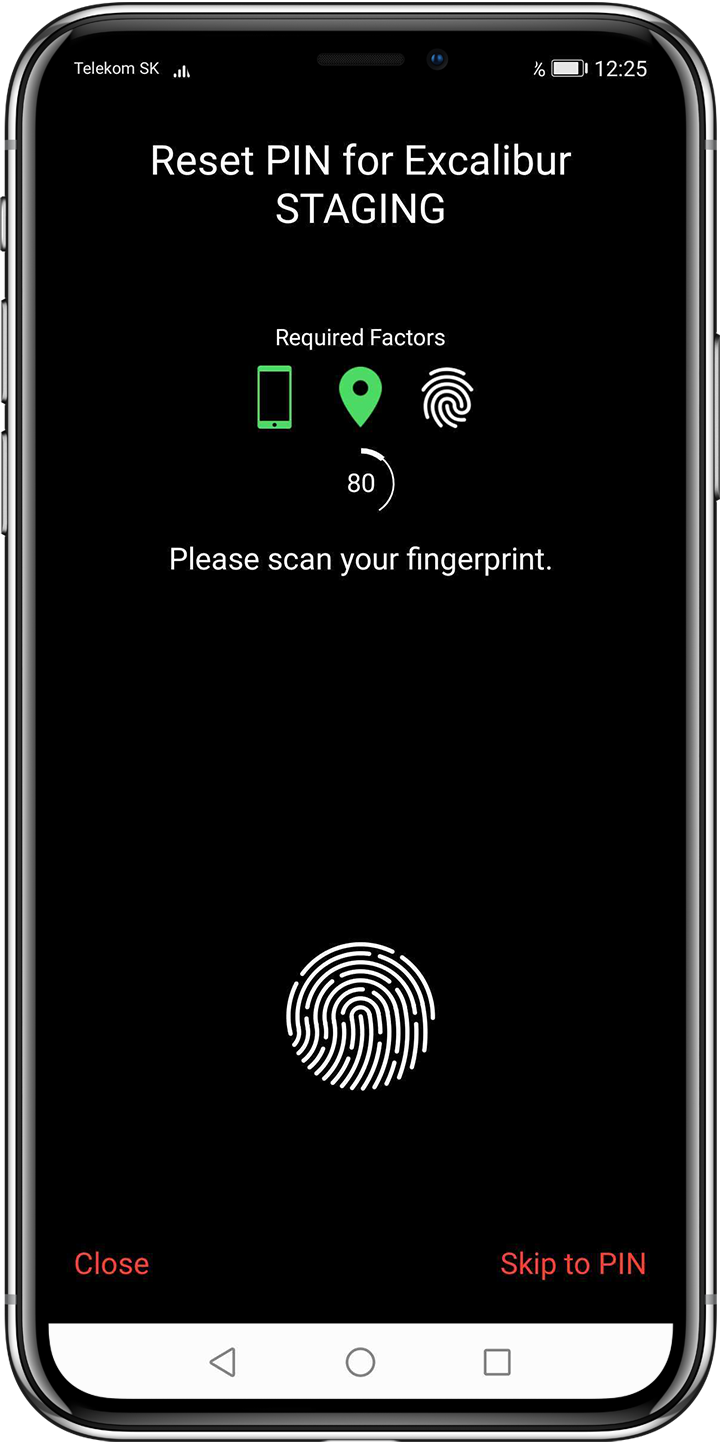 Telekom SK
% 12:25
Reset PIN for Excalibur
STAGING
Required Factors
80
Please scan your fingerprint.
Close
Skip to PIN